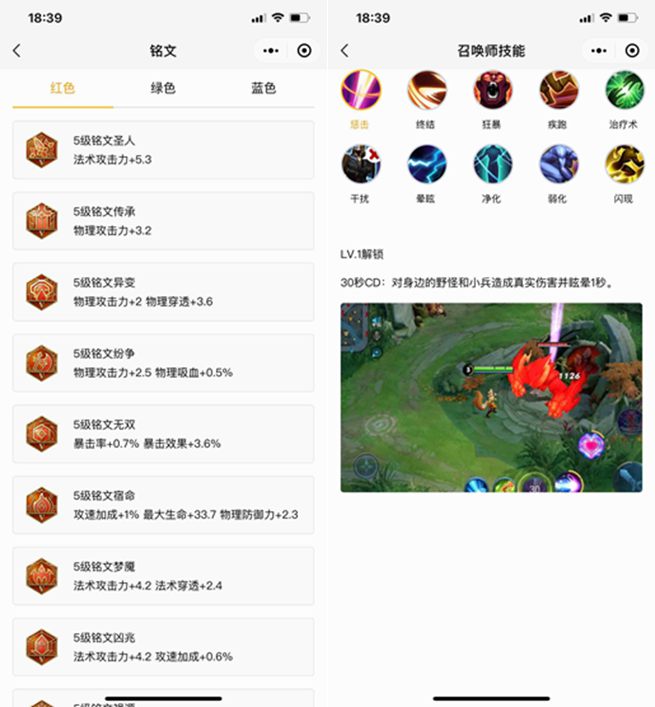 18:39
铭文
红色
绿色
蓝色
5级铭文圣人
法术攻击力+5.3
5级铭文传承
物理攻击力+3.2
5级铭文异变
物理攻击力+2 物理穿透+3.6
5级铭文纷争
物理攻击力+2.5 物理吸血+0.5%
5级铭文无双
暴击率+0.7% 暴击效果+3.6%
5级铭文宿命
攻速加成+1% 最大生命+33.7 物理防御力+2.3
5级铭文梦魇
法术攻击力+4.2 法术穿透+2.4
5级铭文凶兆
法术攻击力+4.2 攻速加成+0.6%
18:39
召唤师技能
惩击
终结
狂暴
疾跑
治疗术
干扰
晕眩
净化
弱化
闪现
LV.1解锁
30秒CD：对身边的野怪和小兵造成真实伤害并眩晕1秒。
1126
30